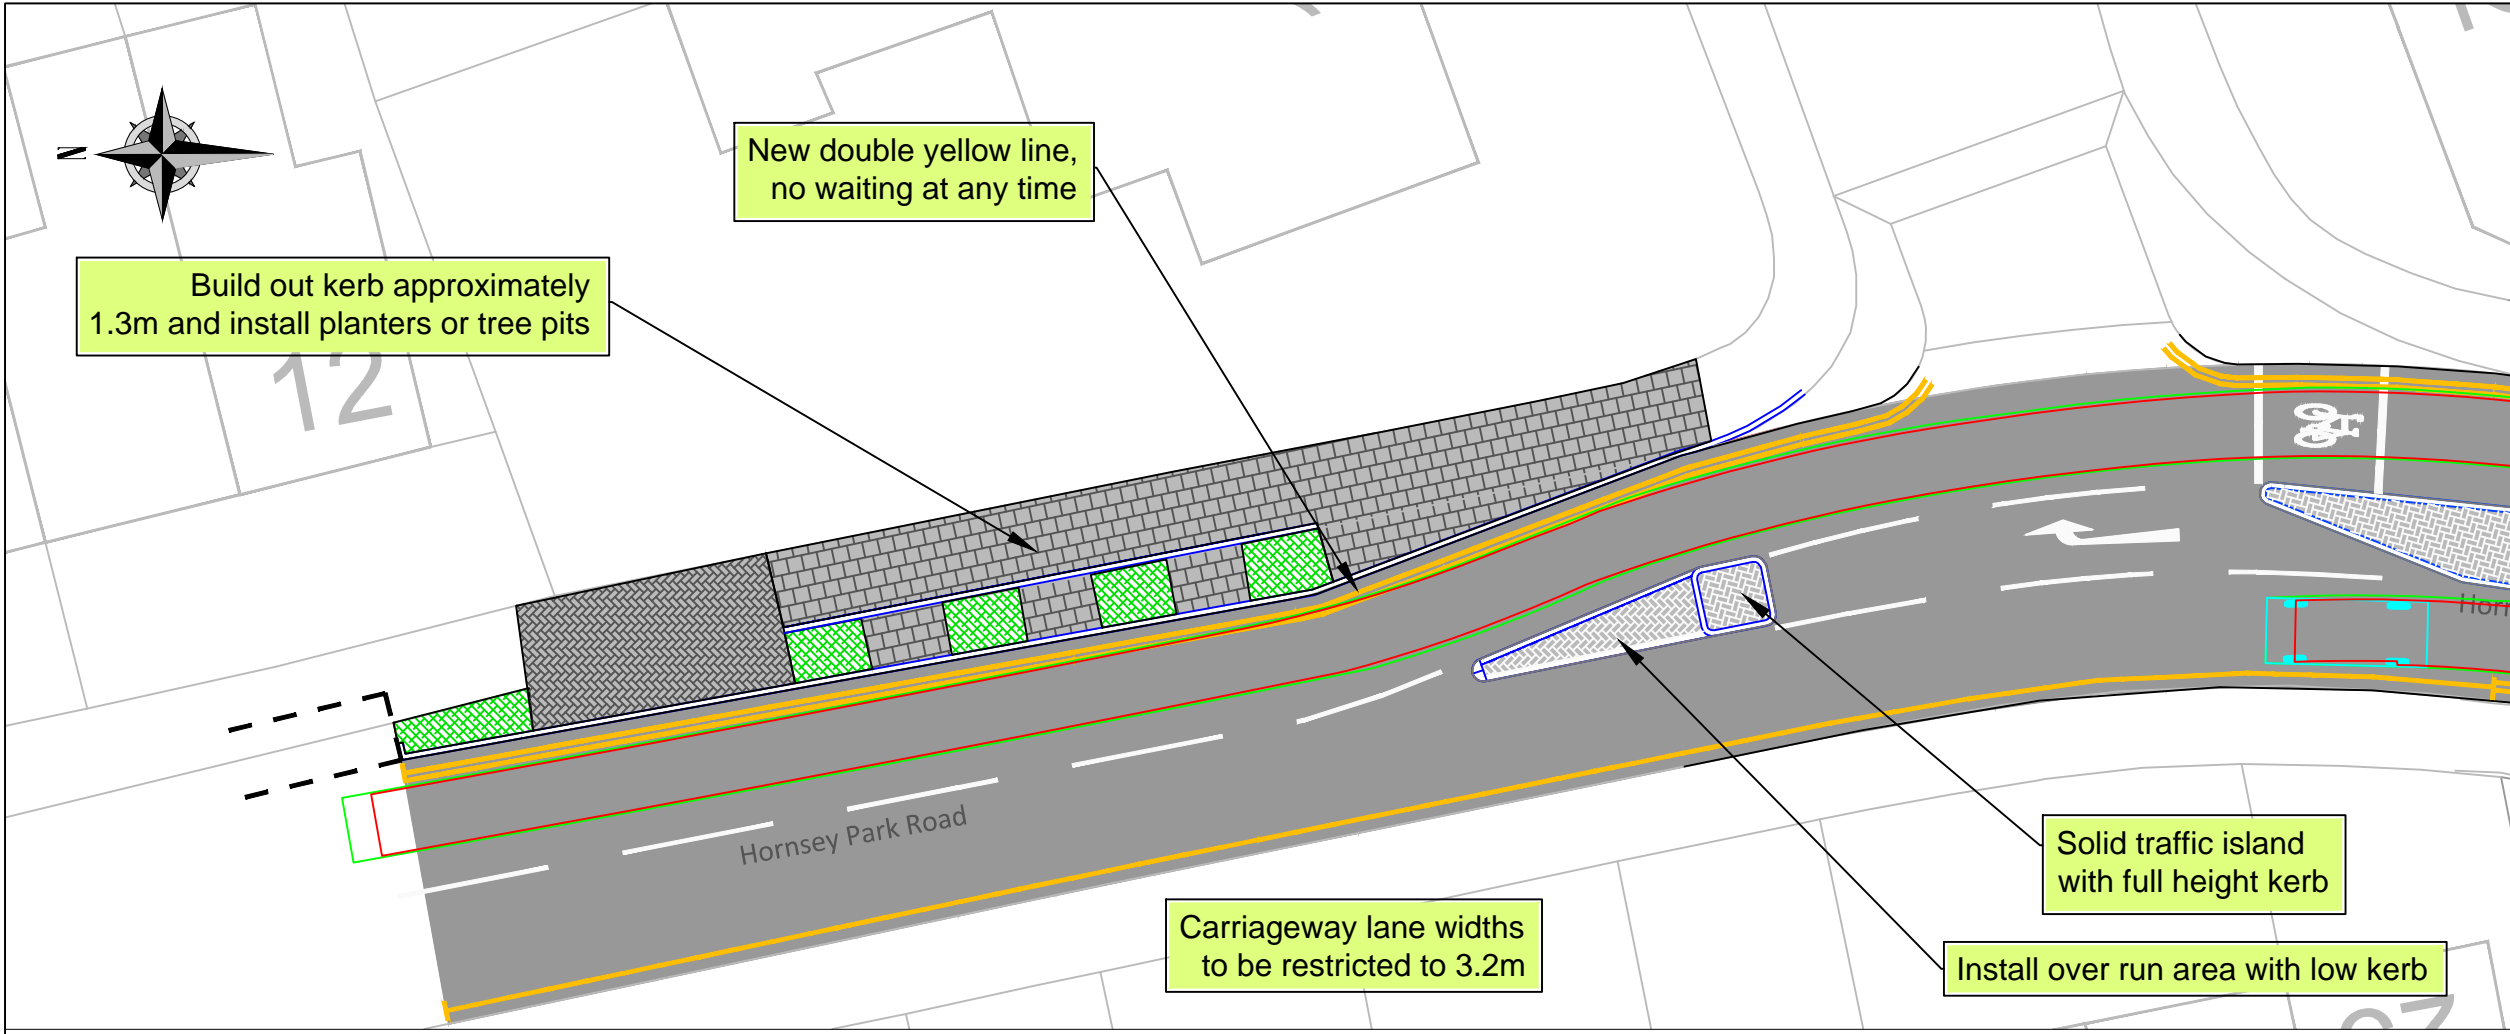 N
New double yellow line,
no waiting at any time
Build out kerb approximately
1.3m and install planters or tree pits
12
Hornsey Park Road
Solid traffic island
with full height kerb
Carriageway lane widths
to be restricted to 3.2m
Install over run area with low kerb